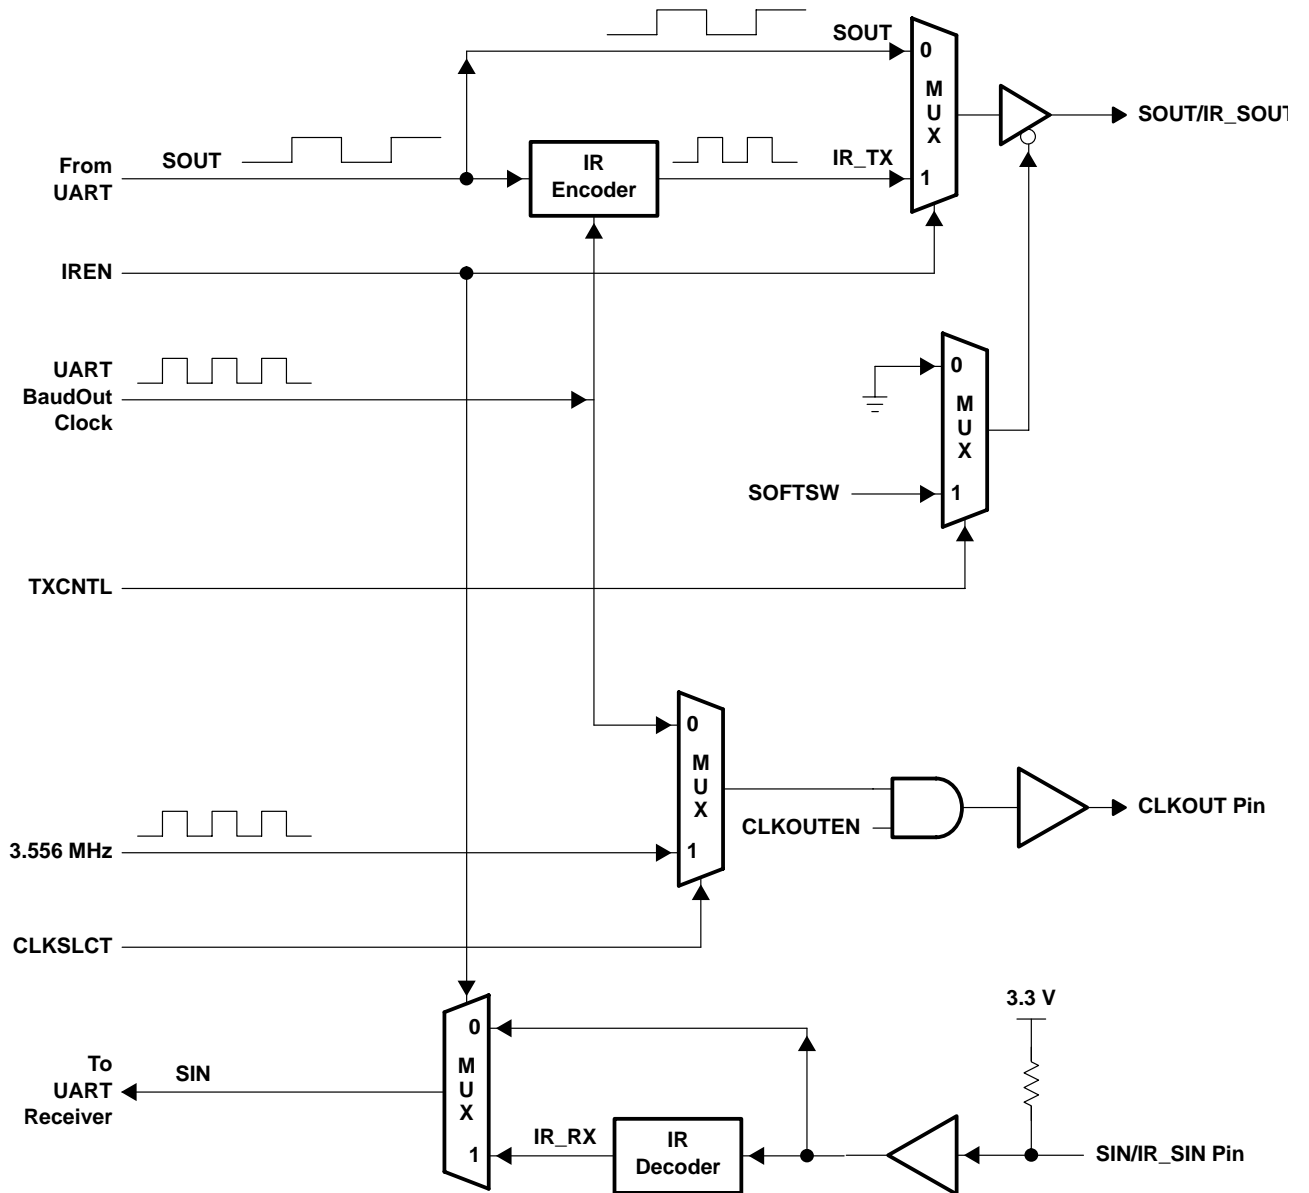 SOUT
0
M
U
X
SOUT/IR_SOUT
From
UART
SOUT
IR
Encoder
IR_TX
1
IREN
UART
BaudOut
Clock
0
M
U
X
SOFTSW
1
TXCNTL
0
M
U
X
CLKOUT Pin
CLKOUTEN
3.556 MHz
1
CLKSLCT
3.3 V
0
To
UART
Receiver
SIN
M
U
X
IR_RX
IR
Decoder
1
SIN/IR_SIN Pin